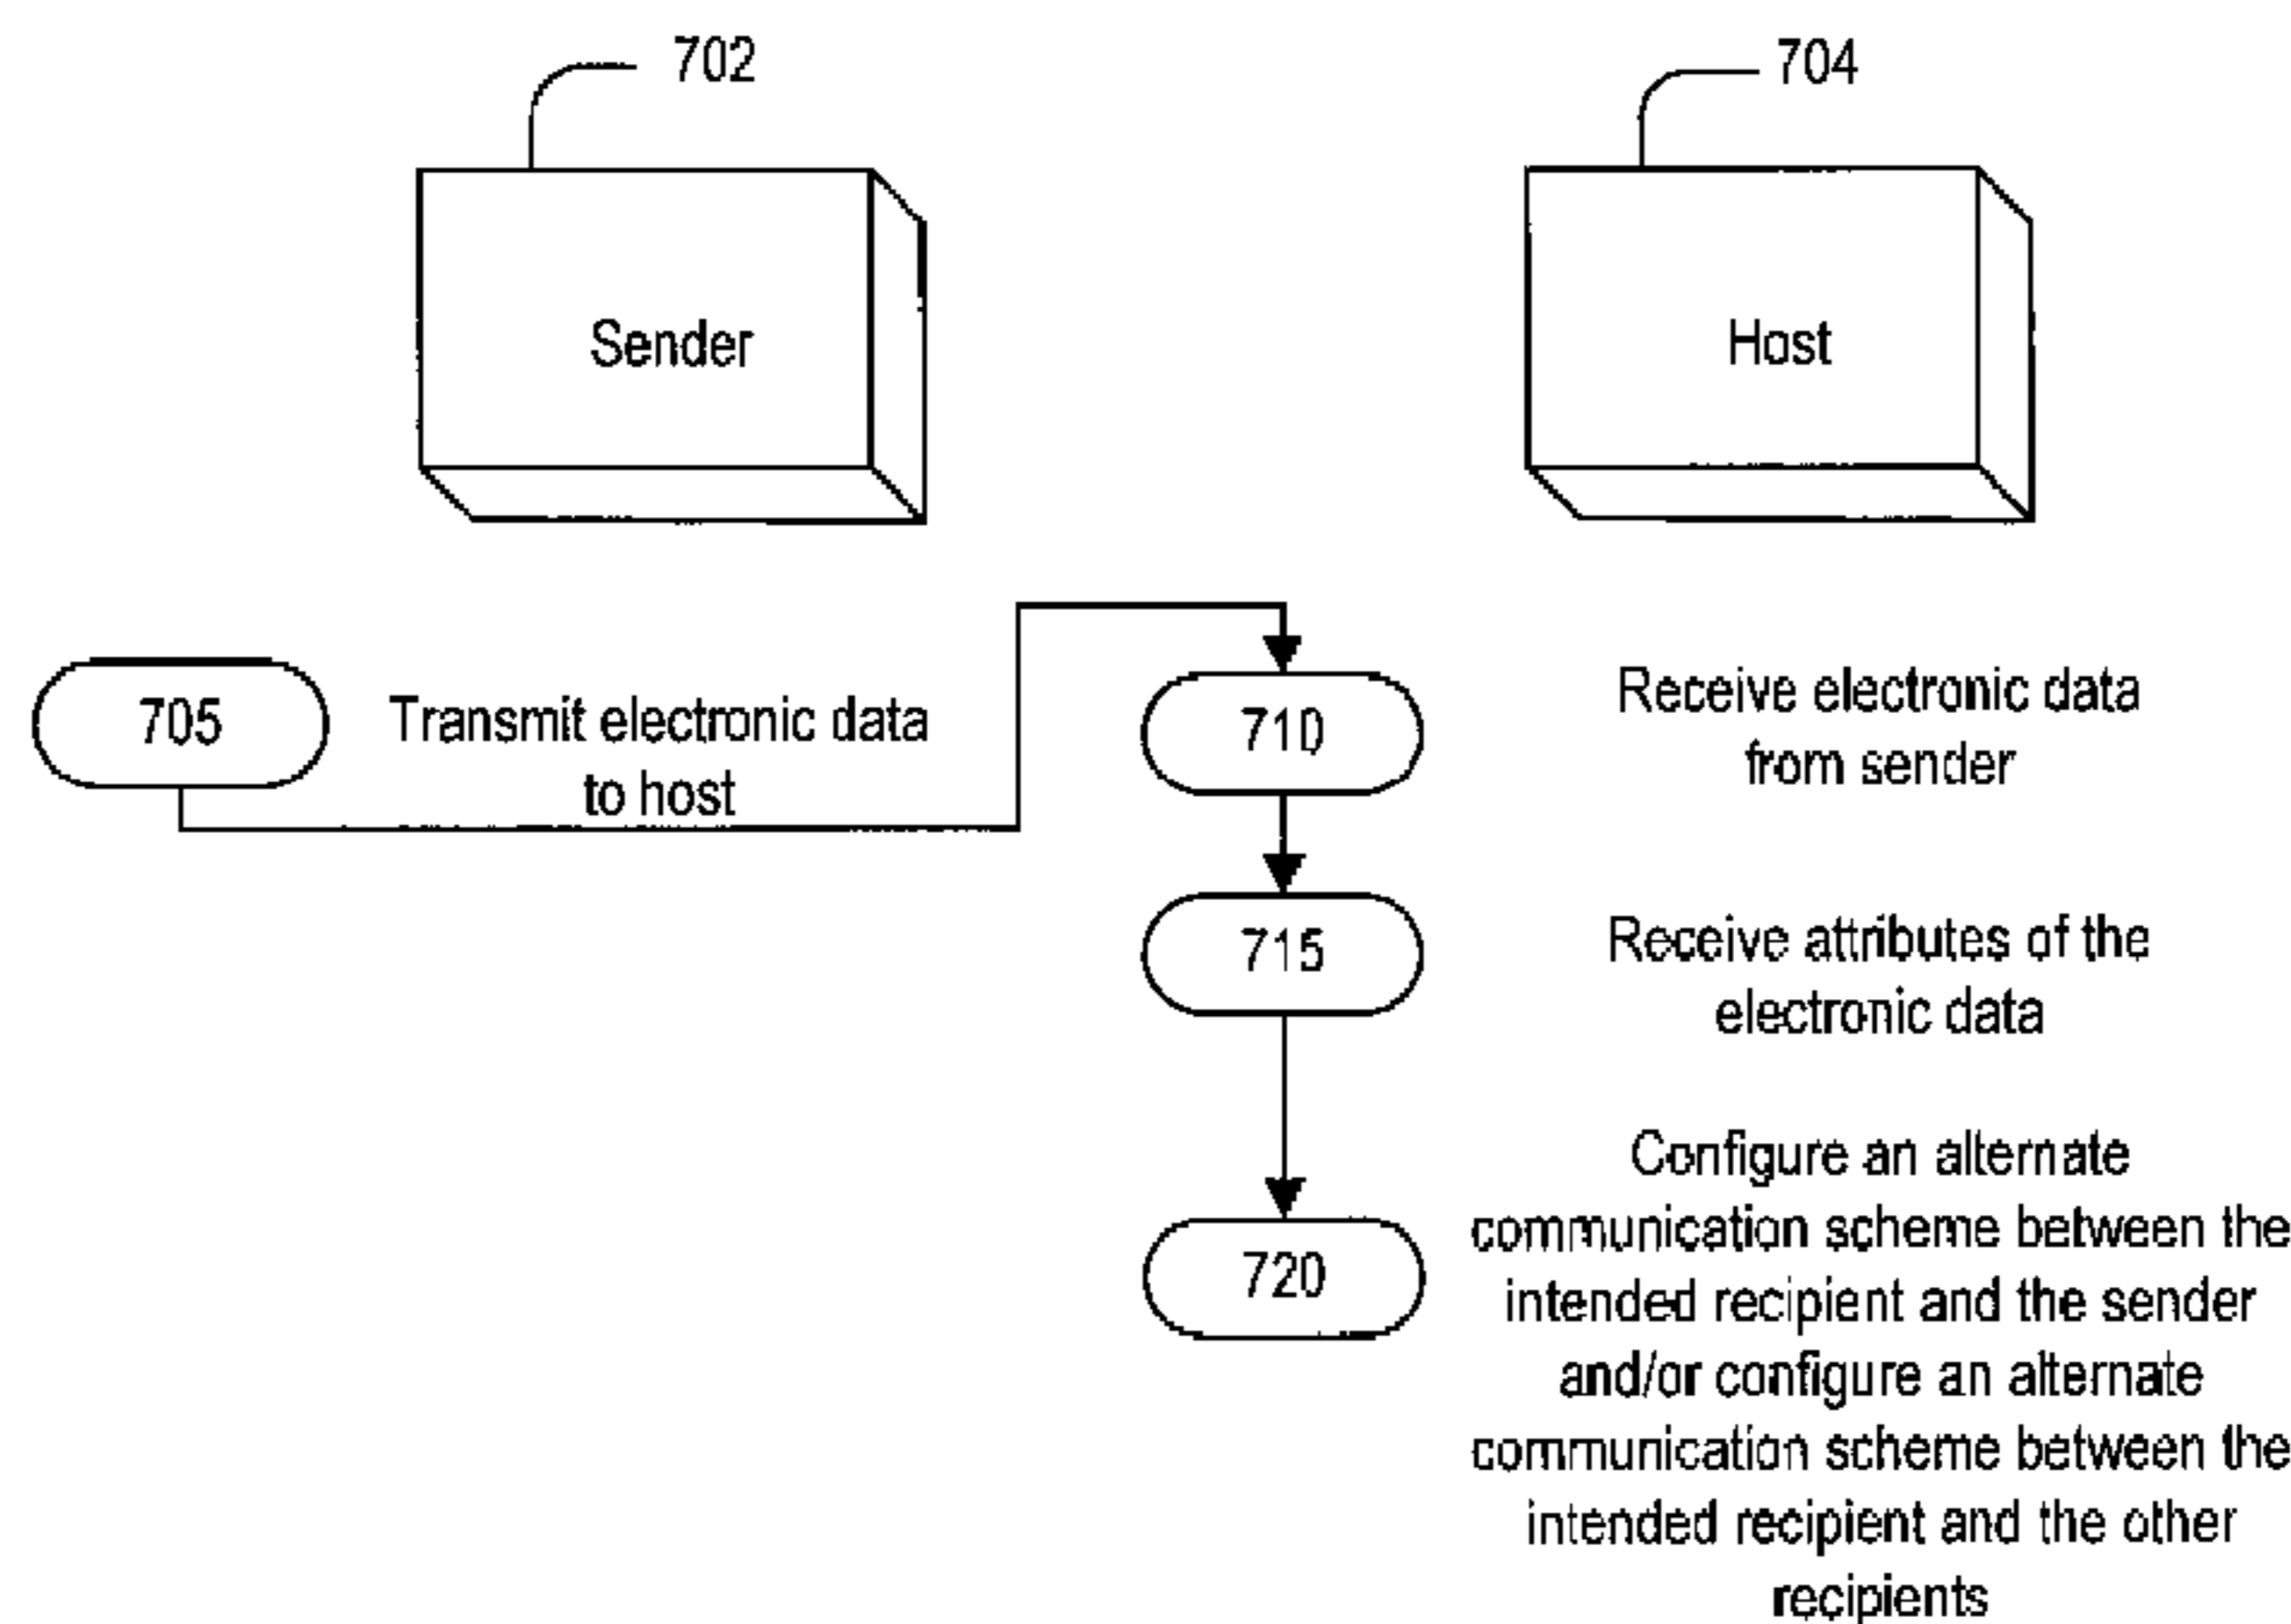 702
704
Sender
Host
705
Transmit electronic data
to host
710
Receive electronic data
from sender
715
Receive attributes of the
electronic data
720
Configure an alternate
communication scheme between the
intended recipient and the sender
and/or configure an alternate
communication scheme between the
intended recipient and the other
recipients